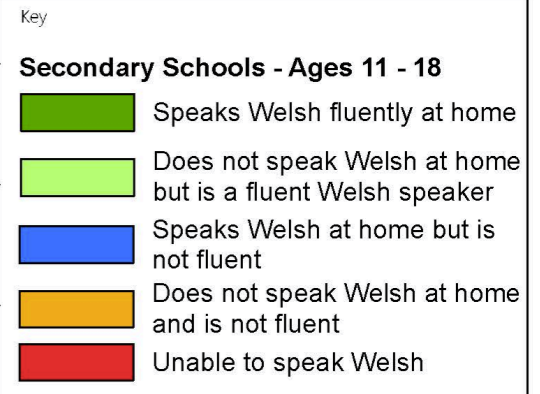 Key
Secondary Schools - Ages 11 - 18
Speaks Welsh fluently at home
Does not speak Welsh at home
but is a fluent Welsh speaker
Speaks Welsh at home but is
not fluent
Does not speak Welsh at home
and is not fluent
Unable to speak Welsh